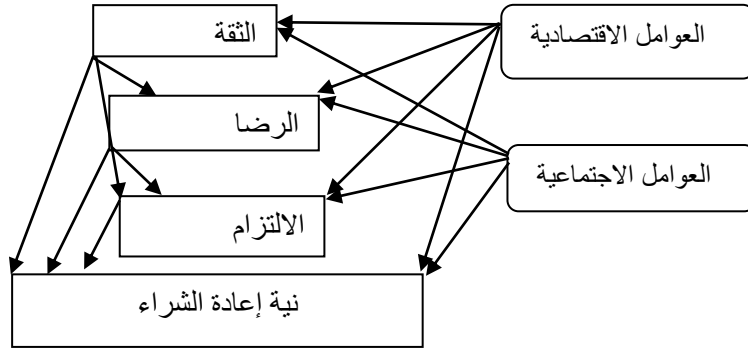 العوامل الاقتصادية
الثقة
الرضا
العوامل الاجتماعية
الالتزام
نية إعادة الشراء